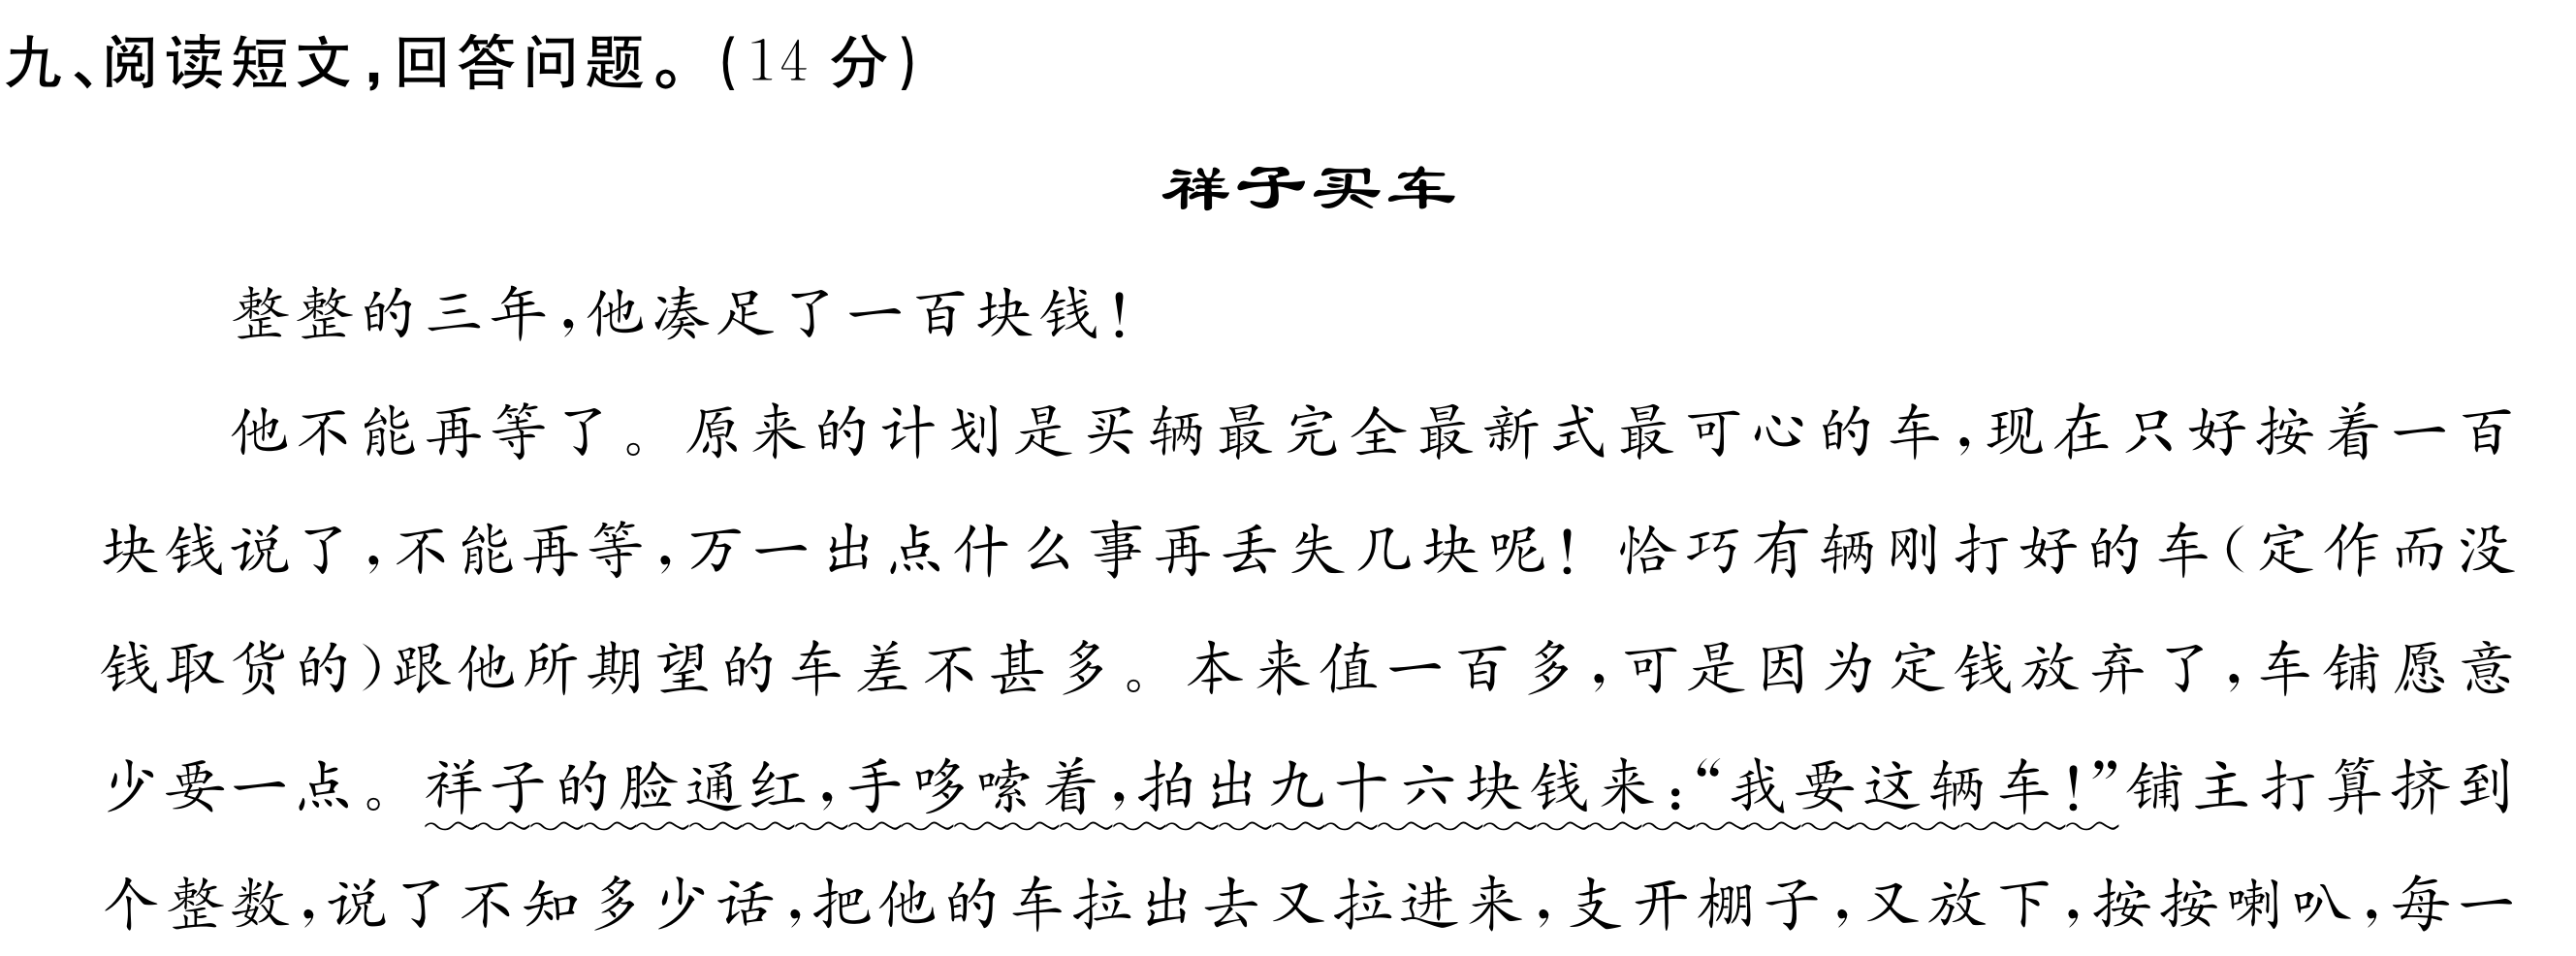 九、阅读短文,回答问题。(14 分)
祥子买车
整整的三年,他凑足了一百块钱!
他不能再等了。原来的计划是买辆最完全最新式最可心的车,现在只好按着一百
块钱说了,不能再等,万一出点什么事再丢失几块呢!恰巧有辆刚打好的车(定作而没
钱取货的)跟他所期望的车差不甚多。本来值一百多,可是因为定钱放弃了,车铺愿意
少要一点。祥子的脸通红,手哆嗦着,拍出九十六块钱来:“我要这辆车!”铺主打算挤到
个整数,说了不知多少话,把他的车拉出去又拉进来,支开棚子,又放下,按按喇叭,每一